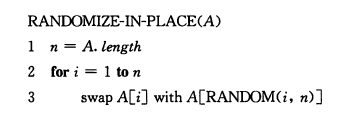 RANDOMIZE-IN-PLACE(A)
1 n = A. length
2 for i = 1 to n
3 swap A[i] with A[RANDOM(i, n)]